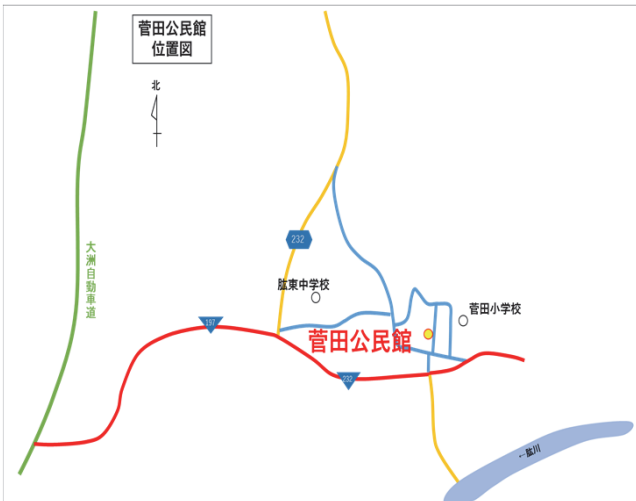 菅田公民館
位置図
北
大洲自動車道
232
肱東中学校
菅田小学校
197
菅田公民館
232
←肱川